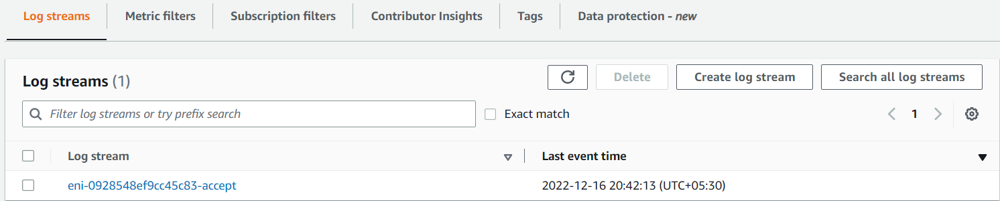 Log streams Metric filters Subscription filters Contributor Insights Tags Data protection - new
Log streams (1) Delete Create log stream Search all log streams
Filter log streams or try prefix search Exact match 1
Log stream Last event time
eni-0928548ef9cc45c83-accept 2022-12-16 20:42:13 (UTC+05:30)